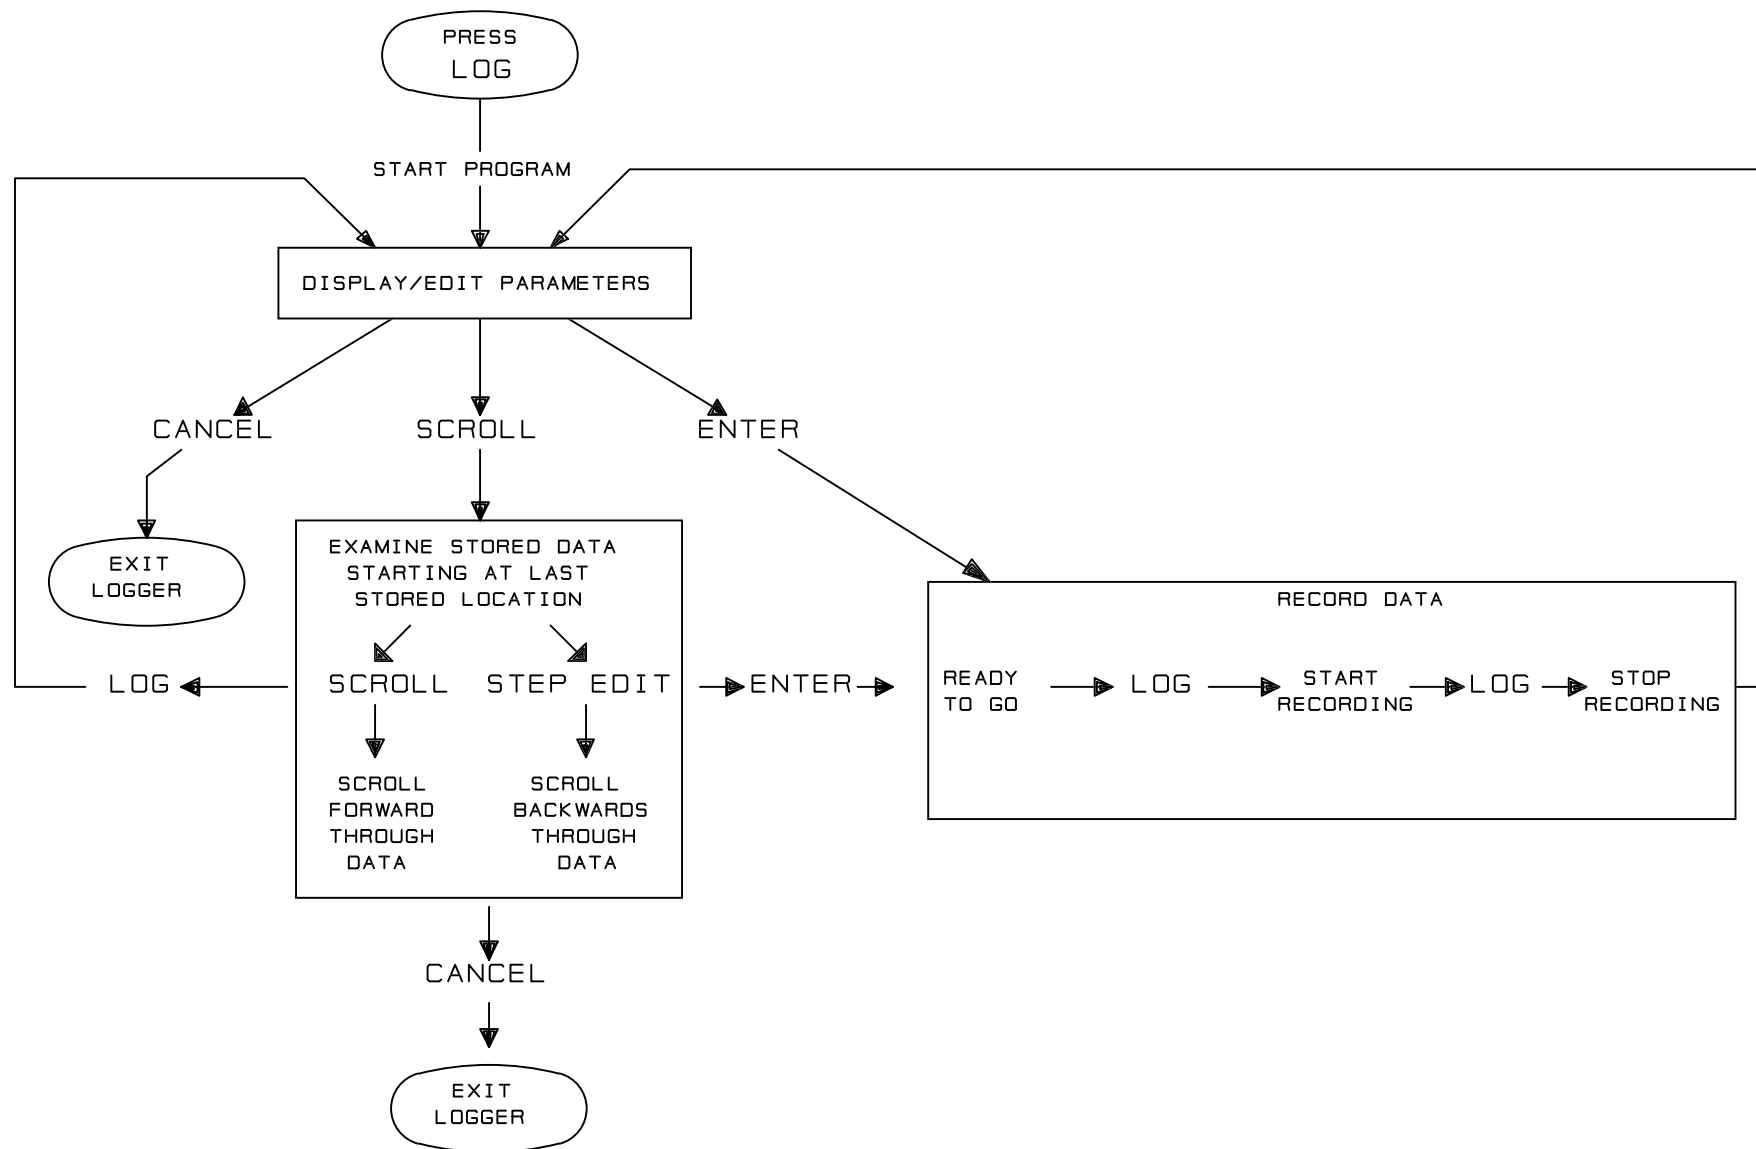 PRESS
LOG
START PROGRAM
DISPLAY/EDIT PARAMETERS
CANCEL
SCROLL
ENTER
EXIT
LOGGER
EXAMINE STORED DATA
STARTING AT LAST
STORED LOCATION
LOG
SCROLL
STEP EDIT
ENTER
SCROLL
FORWARD
THROUGH
DATA
SCROLL
BACKWARDS
THROUGH
DATA
RECORD DATA
READY
TO GO
LOG
START
RECORDING
LOG
STOP
RECORDING
CANCEL
EXIT
LOGGER